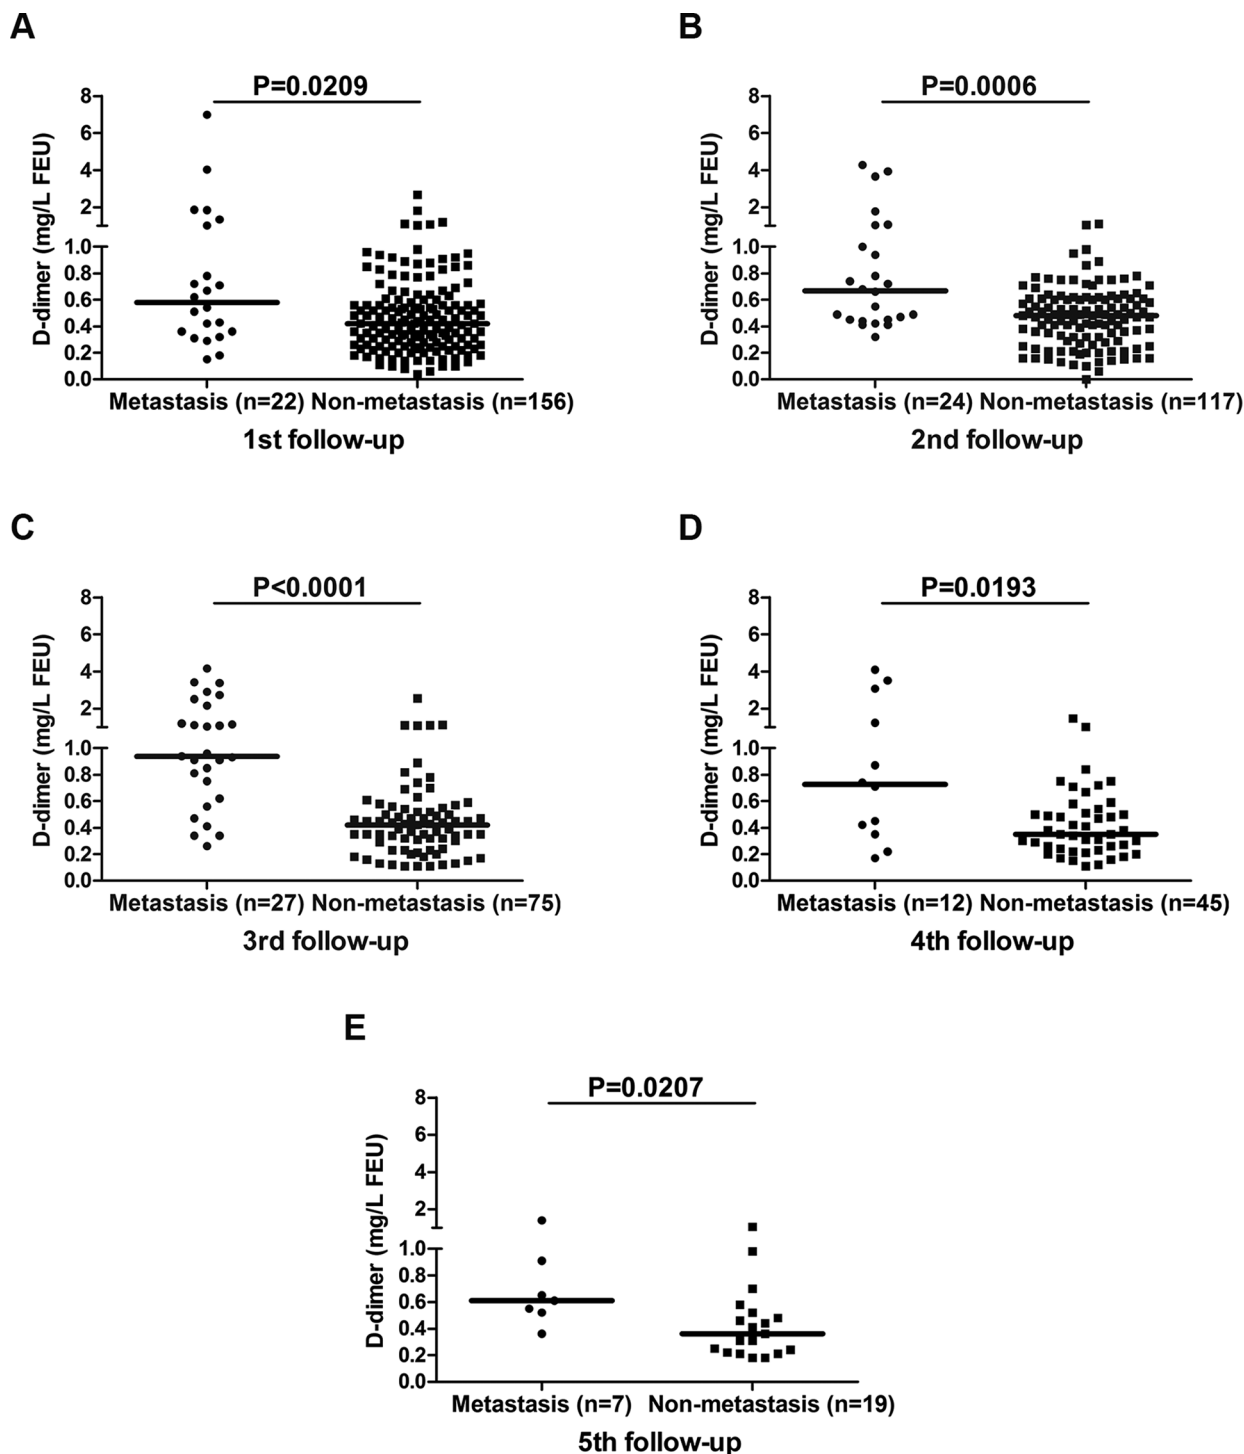 A
P=0.0209
D-dimer (mg/L FEU)
8
6
4
2
1.0
0.8
0.6
0.4
0.2
0.0
Metastasis (n=22) Non-metastasis (n=156)
1st follow-up
B
P=0.0006
D-dimer (mg/L FEU)
8
6
4
2
1.0
0.8
0.6
0.4
0.2
0.0
Metastasis (n=24) Non-metastasis (n=117)
2nd follow-up
C
P<0.0001
D-dimer (mg/L FEU)
8
6
4
2
1.0
0.8
0.6
0.4
0.2
0.0
Metastasis (n=27) Non-metastasis (n=75)
3rd follow-up
D
P=0.0193
D-dimer (mg/L FEU)
8
6
4
2
1.0
0.8
0.6
0.4
0.2
0.0
Metastasis (n=12) Non-metastasis (n=45)
4th follow-up
E
P=0.0207
D-dimer (mg/L FEU)
8
6
4
2
1.0
0.8
0.6
0.4
0.2
0.0
Metastasis (n=7) Non-metastasis (n=19)
5th follow-up